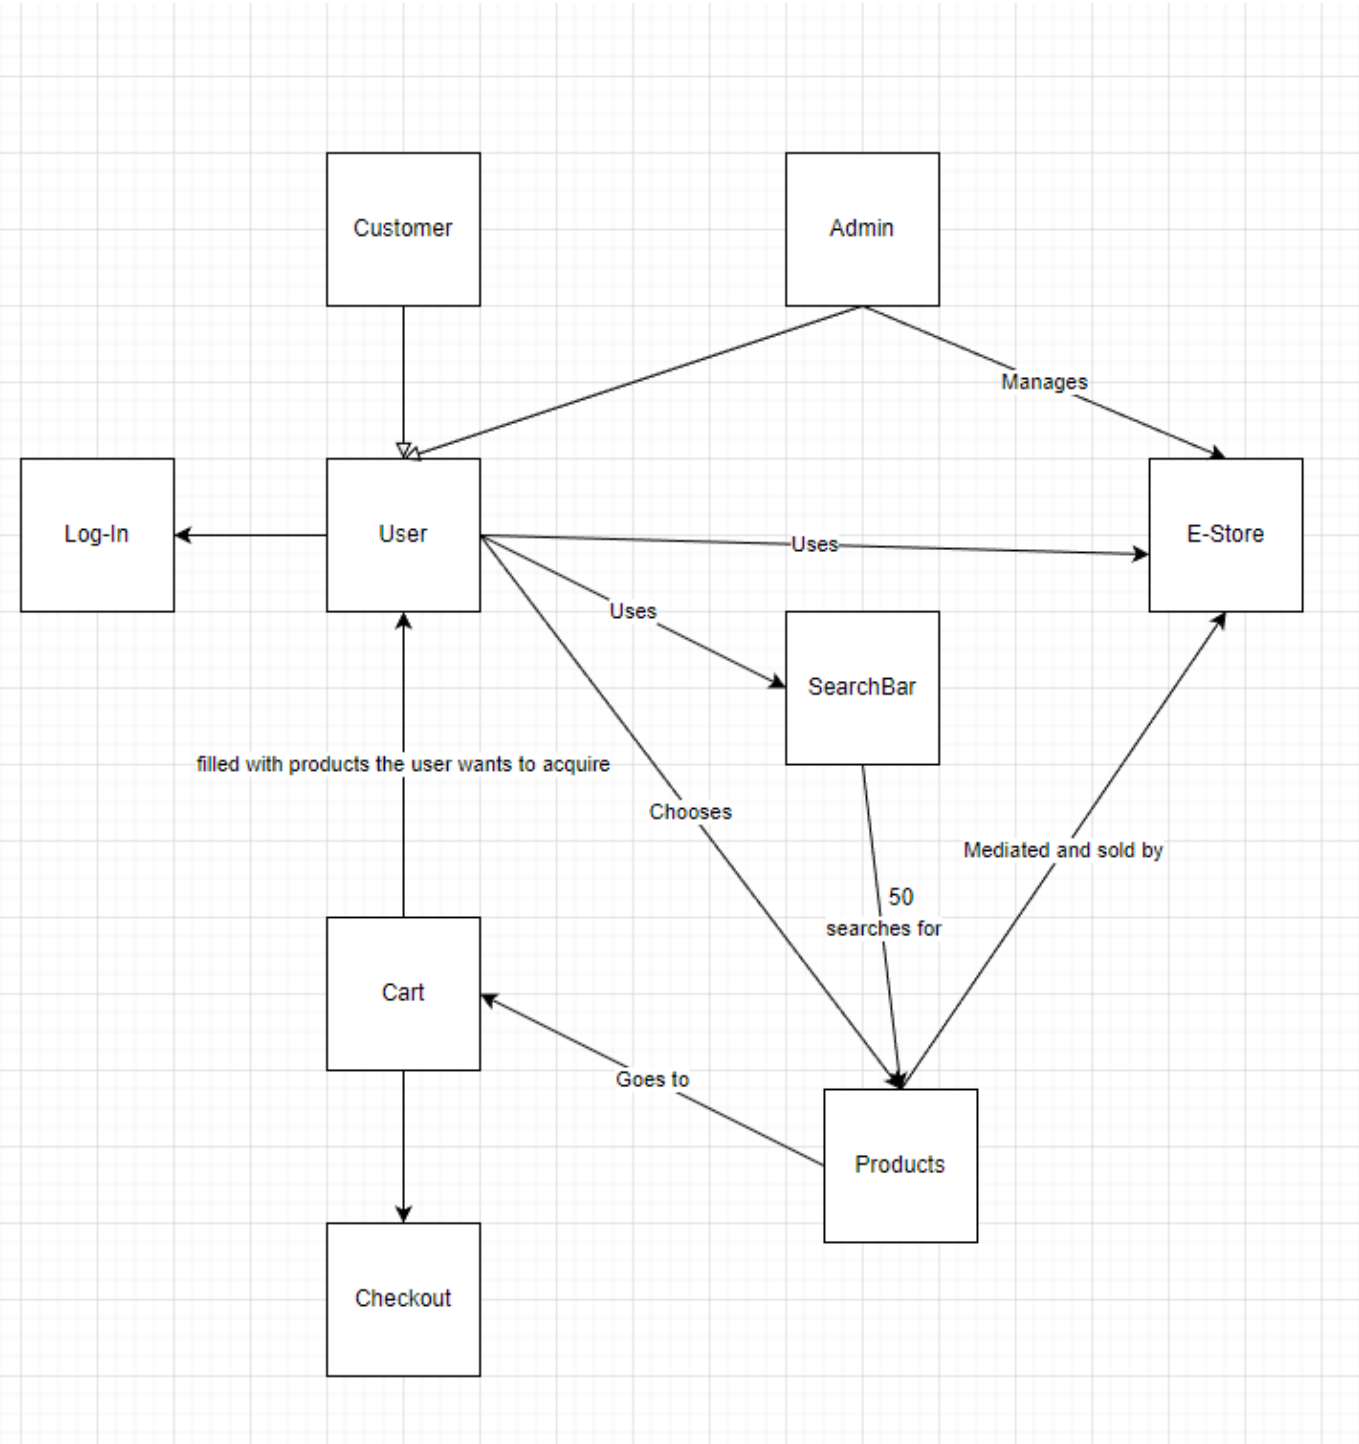 Customer
Admin
Manages
Log-In
User
Uses
E-Store
Uses
SearchBar
filled with products the user wants to acquire
Chooses
Mediated and sold by
50
searches for
Cart
Goes to
Products
Checkout